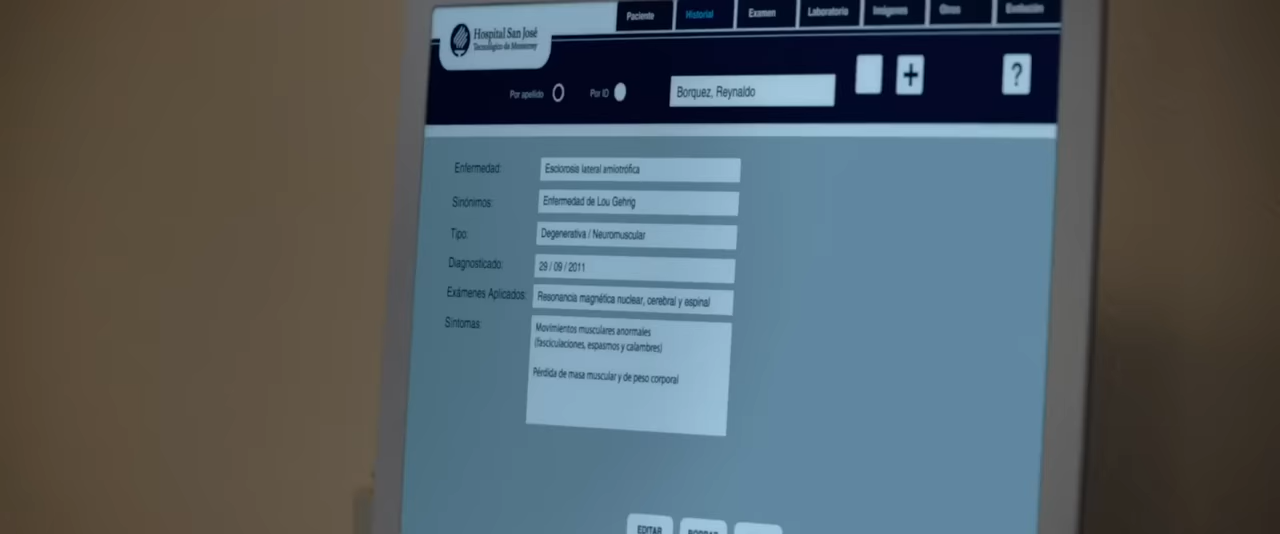 Paciente Historial Examen Laboratorio Imágenes Otros Evolución
Hospital San José
Tecnológico de Monterrey
Por apellido Por ID Borquez, Reynaldo + ?
Enfermedad: Esclorosis lateral amiotrófica
Sinónimos: Enfermedad de Lou Gehrig
Tipo: Degenerativa / Neuromuscular
Diagnosticado: 29 / 09 / 2011
Exámenes Aplicados: Resonancia magnética nuclear, cerebral y espinal
Síntomas: Movimientos musculares anormales
(fasciculaciones, espasmos y calambres)
Pérdida de masa muscular y de peso corporal
EDITAR BORRAR